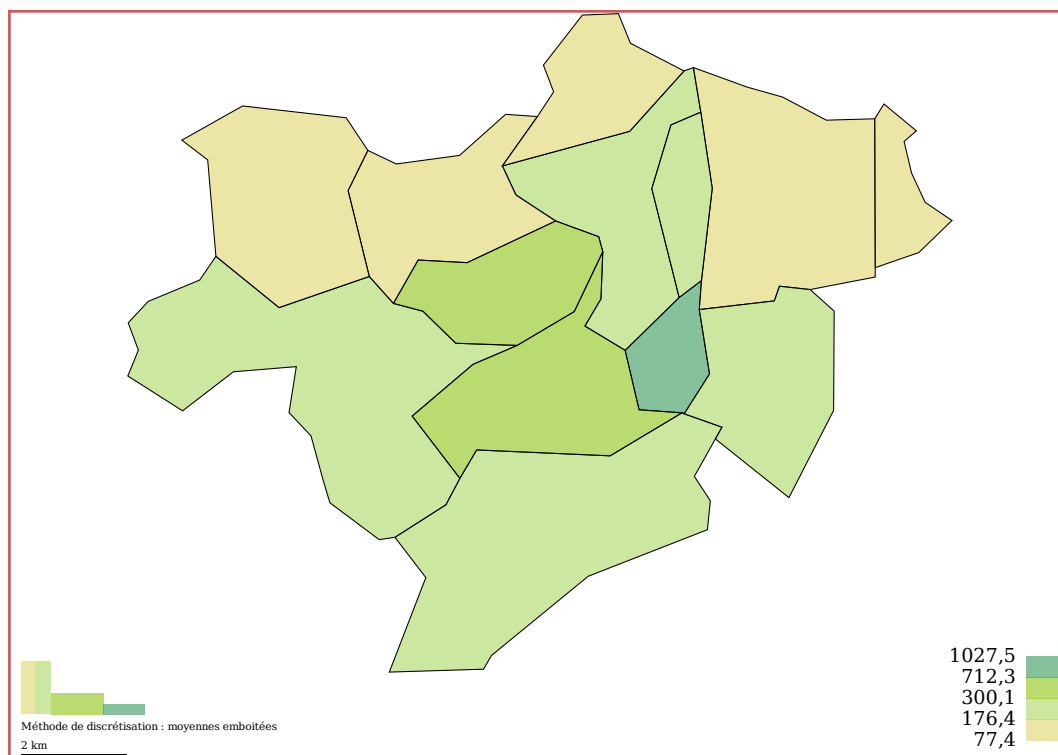 1027,5
712,3
300,1
176,4
77,4
Méthode de discrétisation : moyennes emboitées
2 km